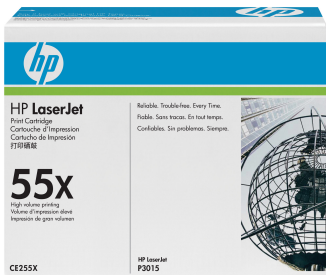 hp
HP LaserJet
Print Cartridge
Cartouche d'Impression
Cartucho de Impresión
打印硒鼓
55X
High volume printing
Volume d'impression élevé
Impresión de gran volumen
CE255X
Reliable. Trouble-free. Every Time.
Fiable. Sans tracas. En tout temps.
Confiables. Sin problemas. Siempre.
HP LaserJet
P3015